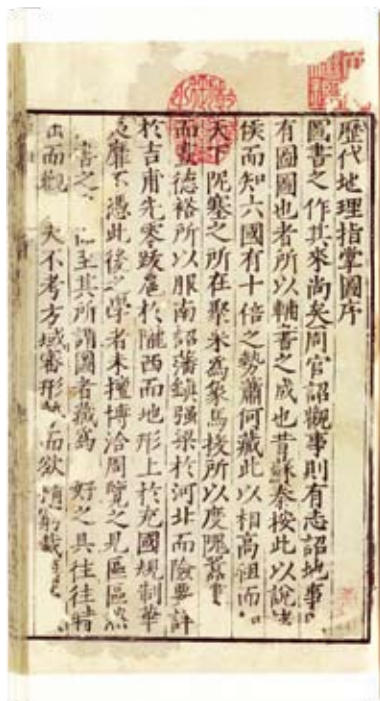 歷代地理指掌圖序
圖書之作其來尚矣周官詔觀事則有志詔地事
有圖圖也者所以輔書之成也昔蘇秦按此以說諸
侯而知六國有十倍之勢蕭何藏此以相高祖而
天下阨塞之所在聚米為象馬援所以度隗囂
而畫德裕所以服南詔藩鎮强梁於河北而險要許
於吉甫先零跋扈於隴西而地形上於充國規制華
靡不憑此後之學者未擅博洽周覽之見區區
書之 至其所謂圖者藏為 好之具往往特
而觀 大不考方域審形 而欲